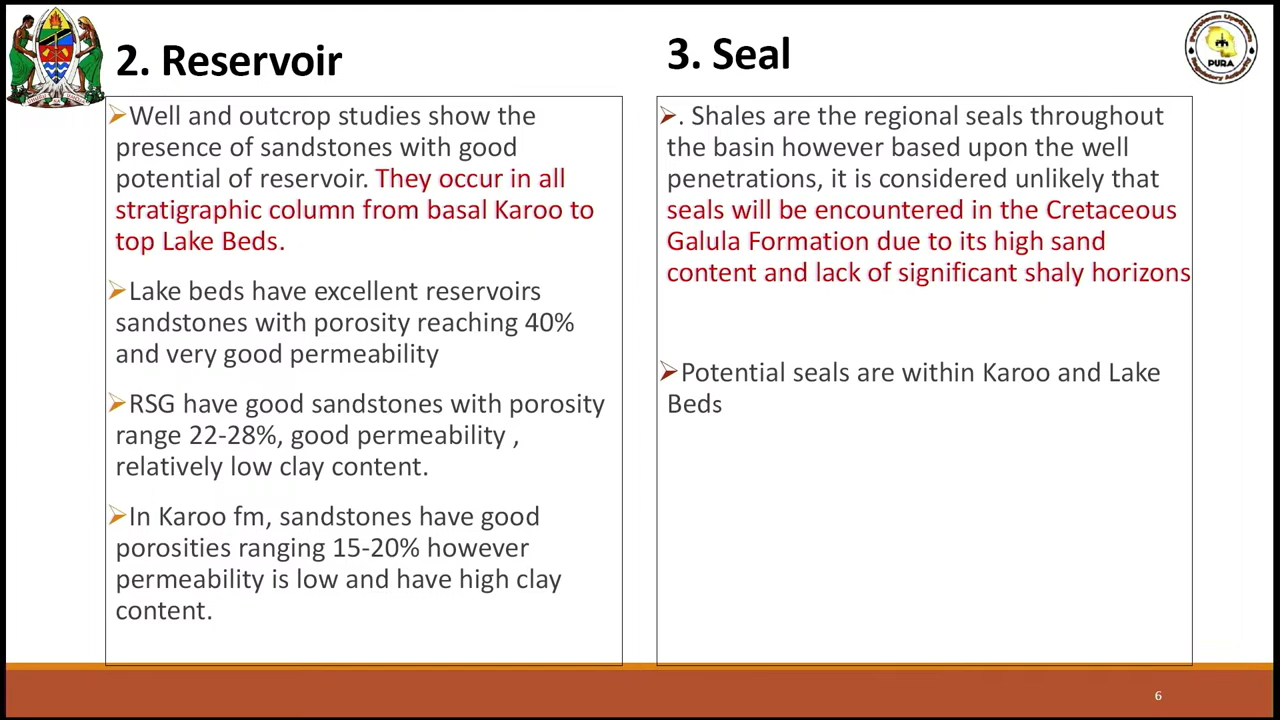 2. Reservoir
Well and outcrop studies show the
presence of sandstones with good
potential of reservoir. They occur in all
stratigraphic column from basal Karoo to
top Lake Beds.
Lake beds have excellent reservoirs
sandstones with porosity reaching 40%
and very good permeability
RSG have good sandstones with porosity
range 22-28%, good permeability ,
relatively low clay content.
In Karoo fm, sandstones have good
porosities ranging 15-20% however
permeability is low and have high clay
content.
3. Seal
. Shales are the regional seals throughout
the basin however based upon the well
penetrations, it is considered unlikely that
seals will be encountered in the Cretaceous
Galula Formation due to its high sand
content and lack of significant shaly horizons
Potential seals are within Karoo and Lake
Beds
Petroleum Upstream
PURA
Regulatory Authority
6